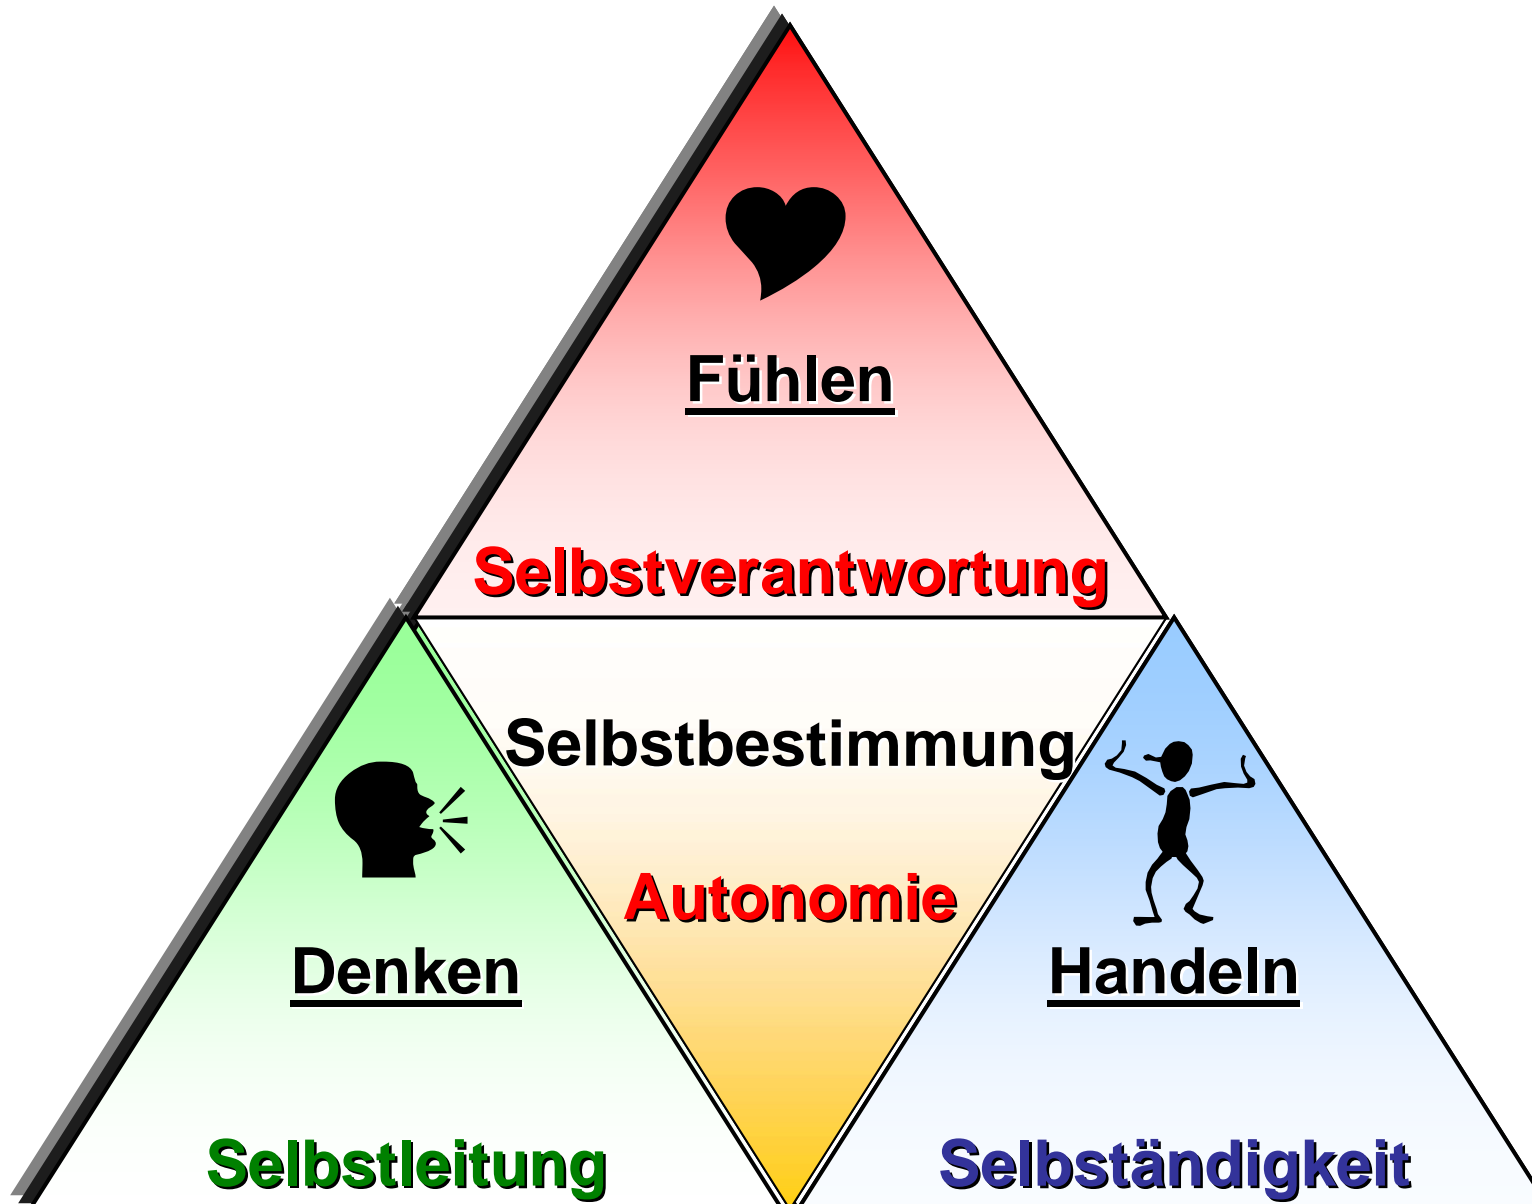 Fühlen
Selbstverantwortung
Selbstbestimmung
Autonomie
Denken
Handeln
Selbstleitung
Selbständigkeit